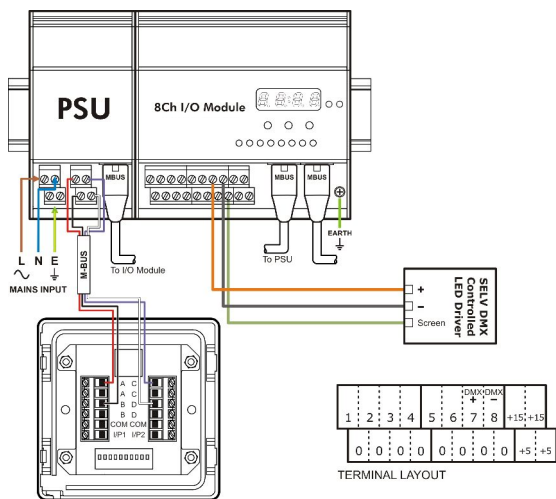 PSU
8Ch I/O Module
MBUS
MBUS
MBUS
EARTH
To I/O Module
To PSU
L N E
MAINS INPUT
M-BUS
+
−
Screen
SELV DMX
Controlled
LED Driver
A C
A C
B D
B D
COM COM
I/P1 I/P2
DMX DMX
+ −
1 2 3 4 5 6 7 8 +15 +15
0 0 0 0 0 0 0 0 +5 +5
TERMINAL LAYOUT